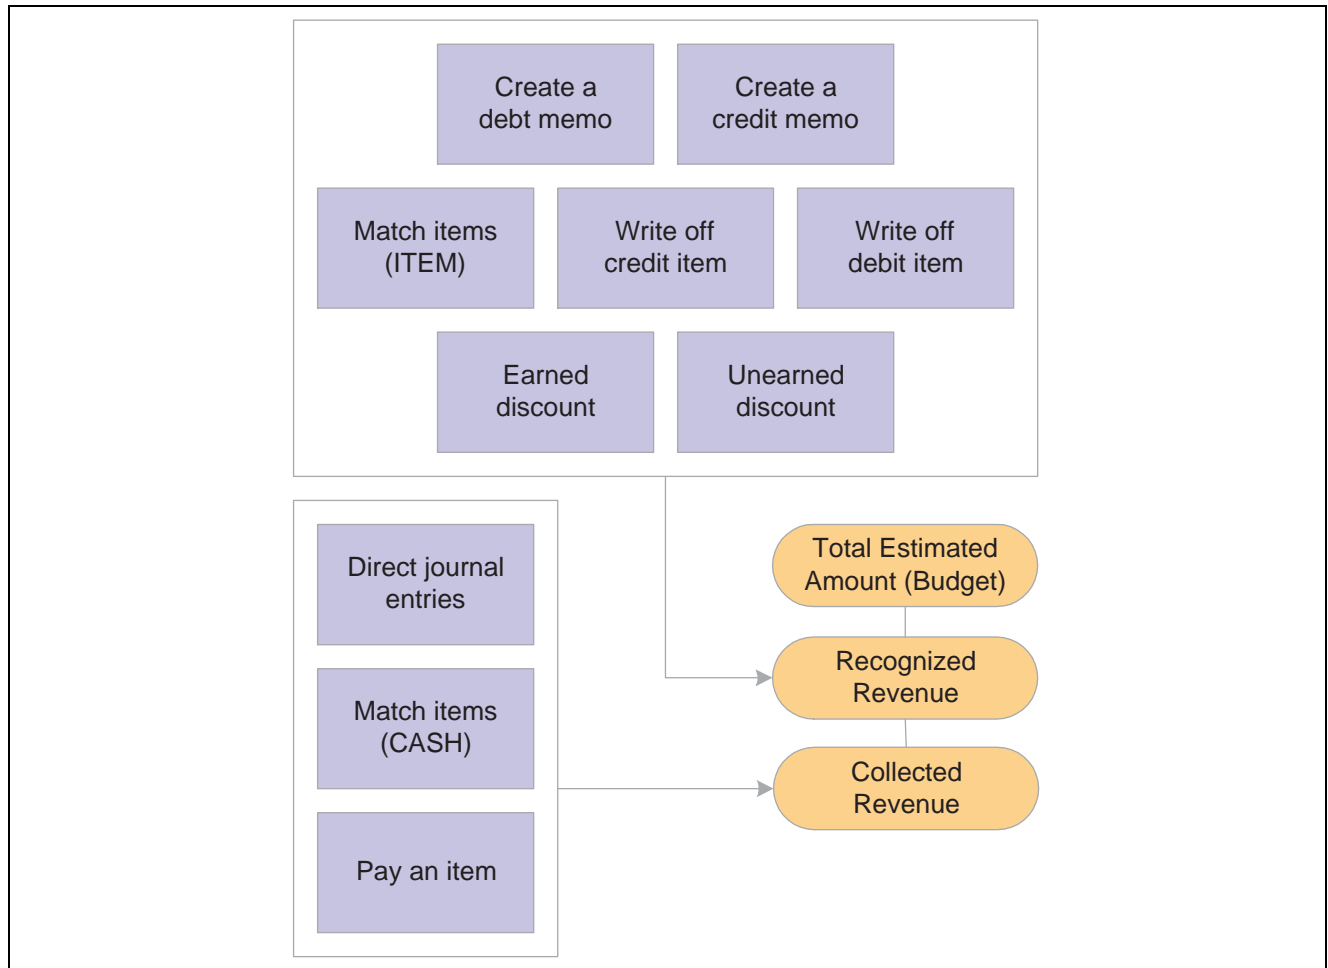 Create a
debt memo
Create a
credit memo
Match items
(ITEM)
Write off
credit item
Write off
debit item
Earned
discount
Unearned
discount
Direct journal
entries
Match items
(CASH)
Pay an item
Total Estimated
Amount (Budget)
Recognized
Revenue
Collected
Revenue